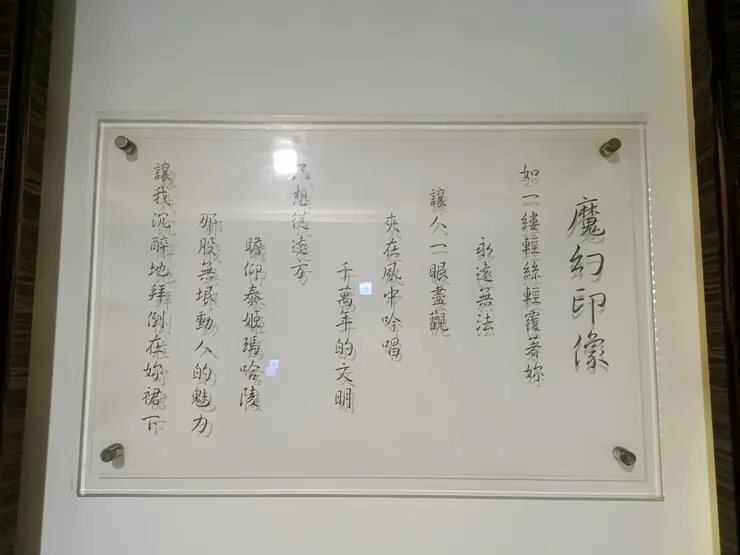 魔幻印像
如一縷輕絲輕覆著妳
永遠無法
讓人一眼盡觀
夾在風中吟唱
千萬年的文明
想從遠方
瞻仰泰姬瑪哈陵
那股無垠動人的魅力
讓我沉醉地拜倒在妳裙下